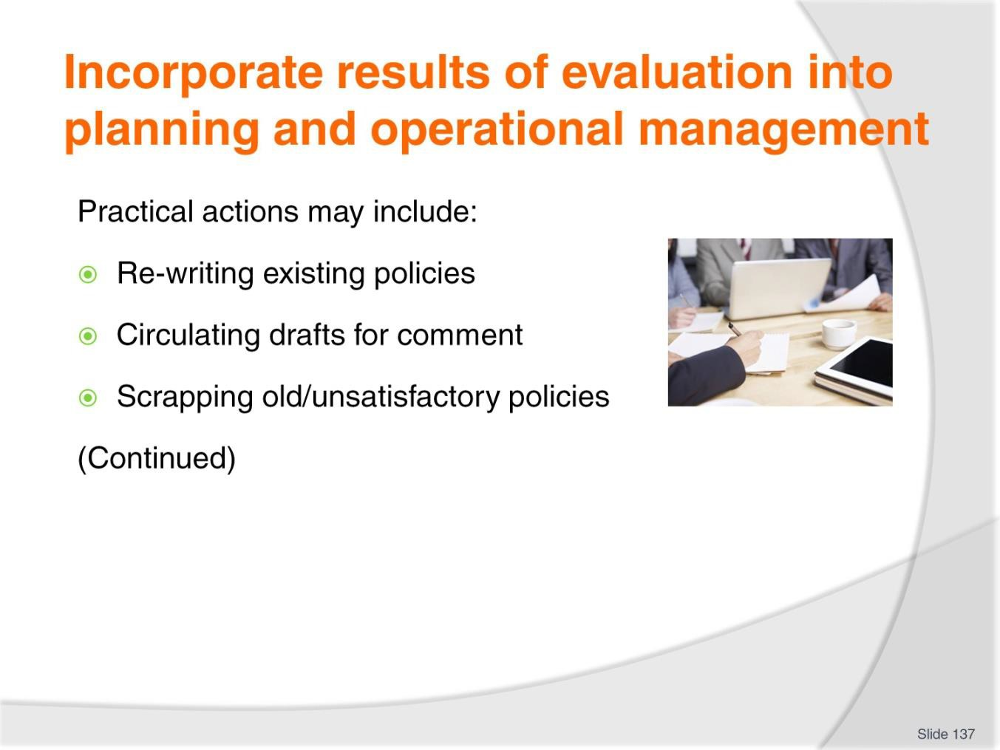 Incorporate results of evaluation into
planning and operational management
Practical actions may include:
Re-writing existing policies
Circulating drafts for comment
Scrapping old/unsatisfactory policies
(Continued)
Slide 137